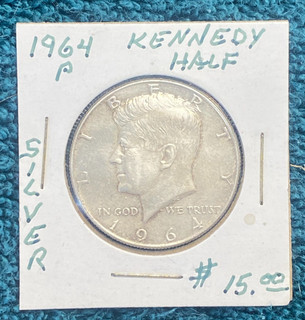 1964 KENNEDY
P HALF
SILVER
LIBERTY
IN GOD WE TRUST
1964
$ 15.00